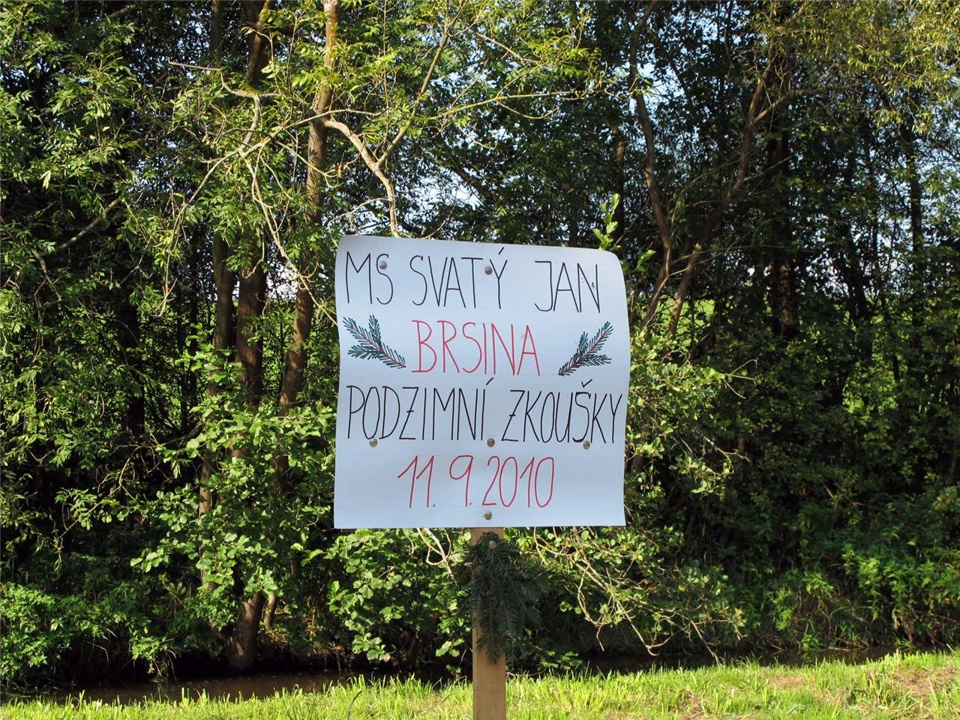 MS SVATÝ JAN
BRSINA
PODZIMNÍ ZKOUŠKY
11. 9. 2010